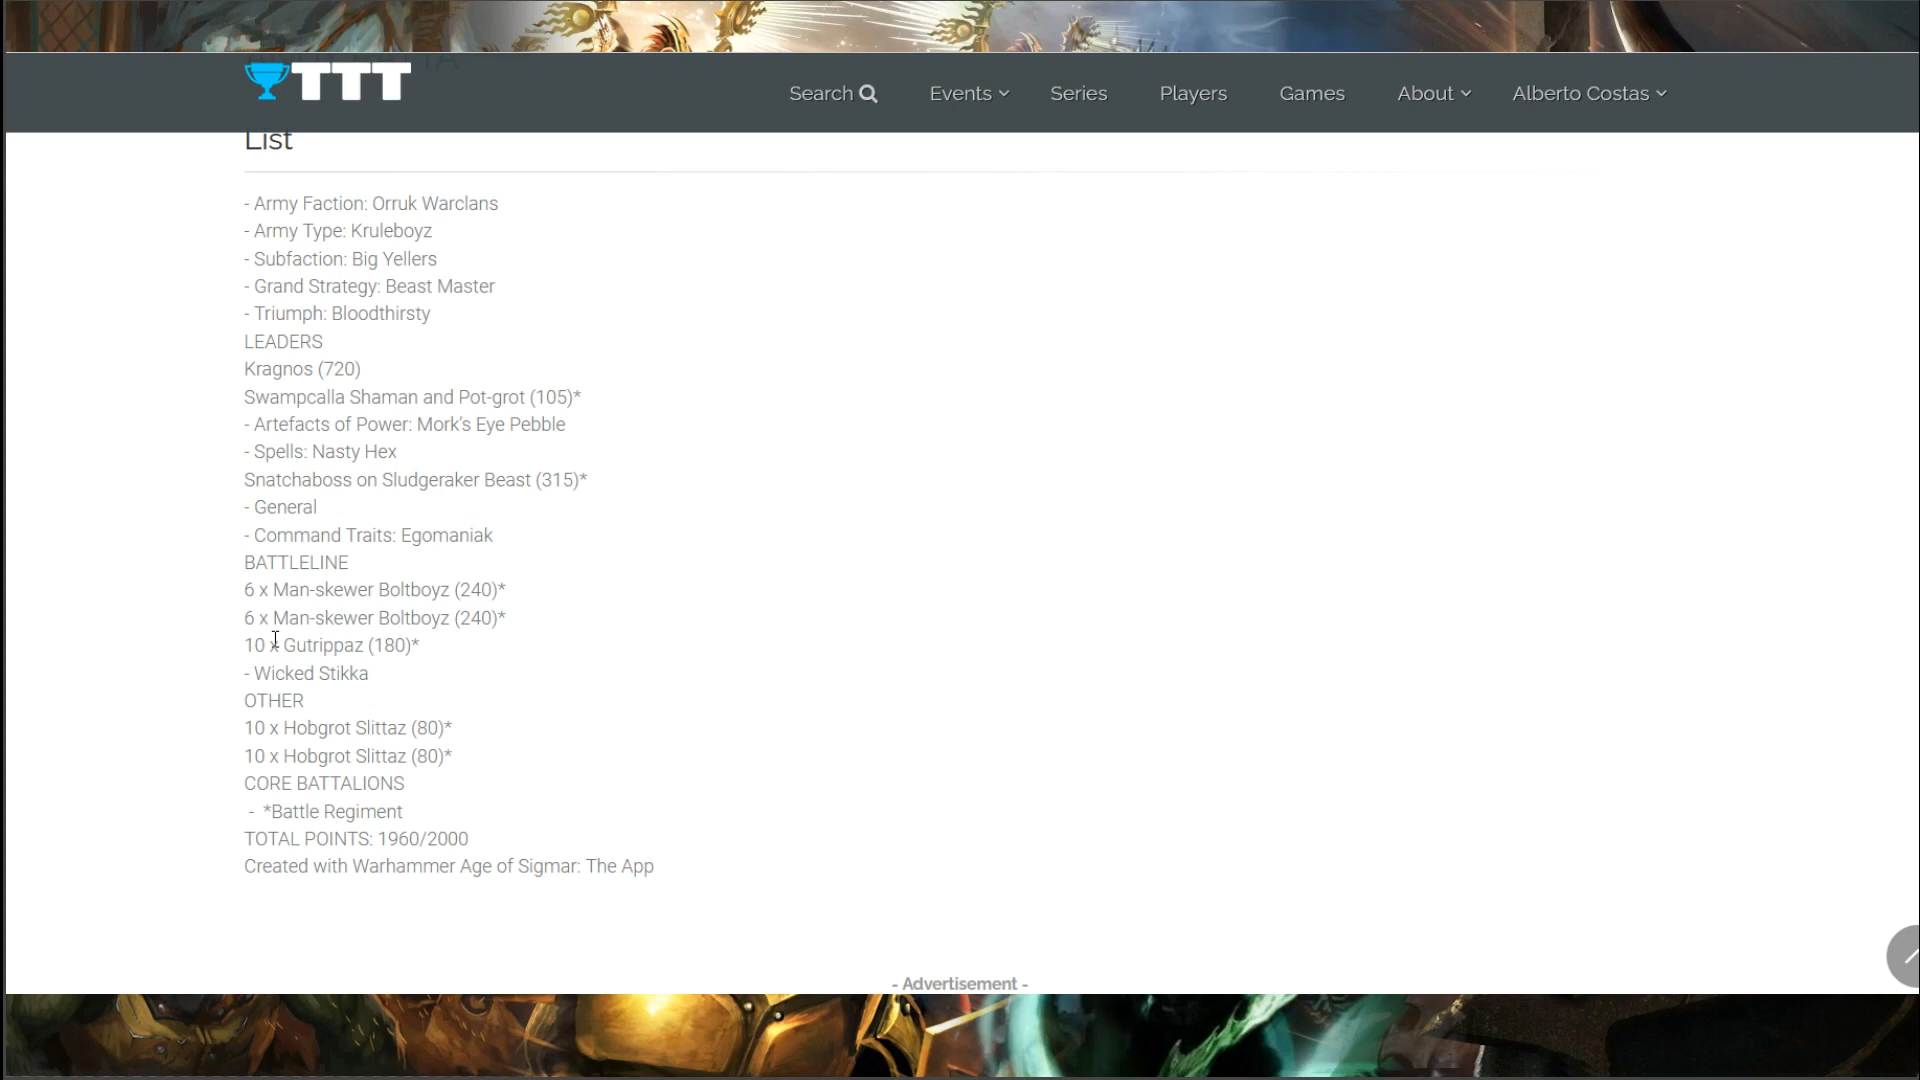 TTT
Search
Events
Series
Players
Games
About
Alberto Costas
List
- Army Faction: Orruk Warclans
- Army Type: Kruleboyz
- Subfaction: Big Yellers
- Grand Strategy: Beast Master
- Triumph: Bloodthirsty
LEADERS
Kragnos (720)
Swampcalla Shaman and Pot-grot (105)*
- Artefacts of Power: Mork's Eye Pebble
- Spells: Nasty Hex
Snatchaboss on Sludgeraker Beast (315)*
- General
- Command Traits: Egomaniak
BATTLELINE
6 x Man-skewer Boltboyz (240)*
6 x Man-skewer Boltboyz (240)*
10 x Gutrippaz (180)*
- Wicked Stikka
OTHER
10 x Hobgrot Slittaz (80)*
10 x Hobgrot Slittaz (80)*
CORE BATTALIONS
- *Battle Regiment
TOTAL POINTS: 1960/2000
Created with Warhammer Age of Sigmar: The App
- Advertisement -